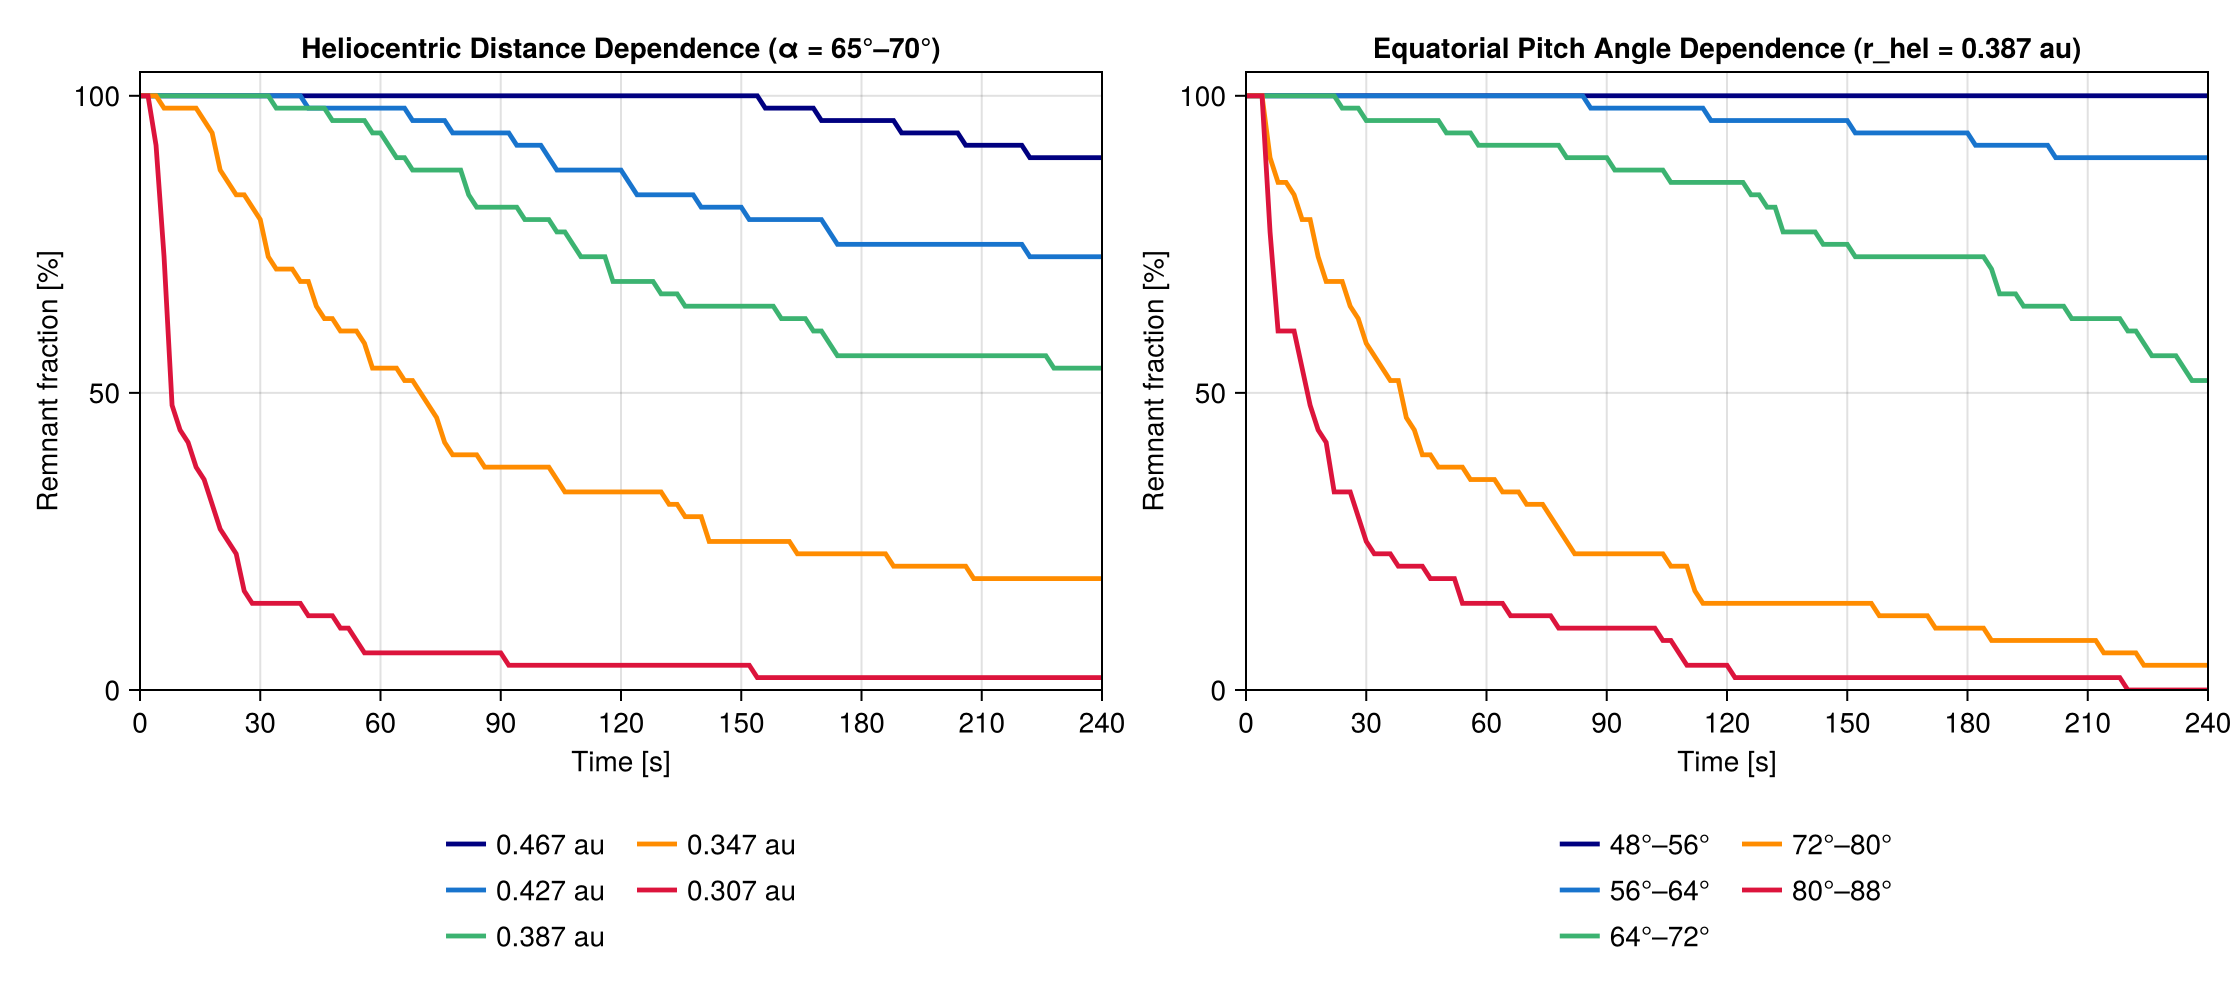 Heliocentric Distance Dependence (α = 65°–70°)
Remnant fraction [%]
100
50
0
0 30 60 90 120 150 180 210 240
Time [s]
0.467 au 0.347 au
0.427 au 0.307 au
0.387 au
Equatorial Pitch Angle Dependence (r_hel = 0.387 au)
Remnant fraction [%]
100
50
0
0 30 60 90 120 150 180 210 240
Time [s]
48°–56° 72°–80°
56°–64° 80°–88°
64°–72°